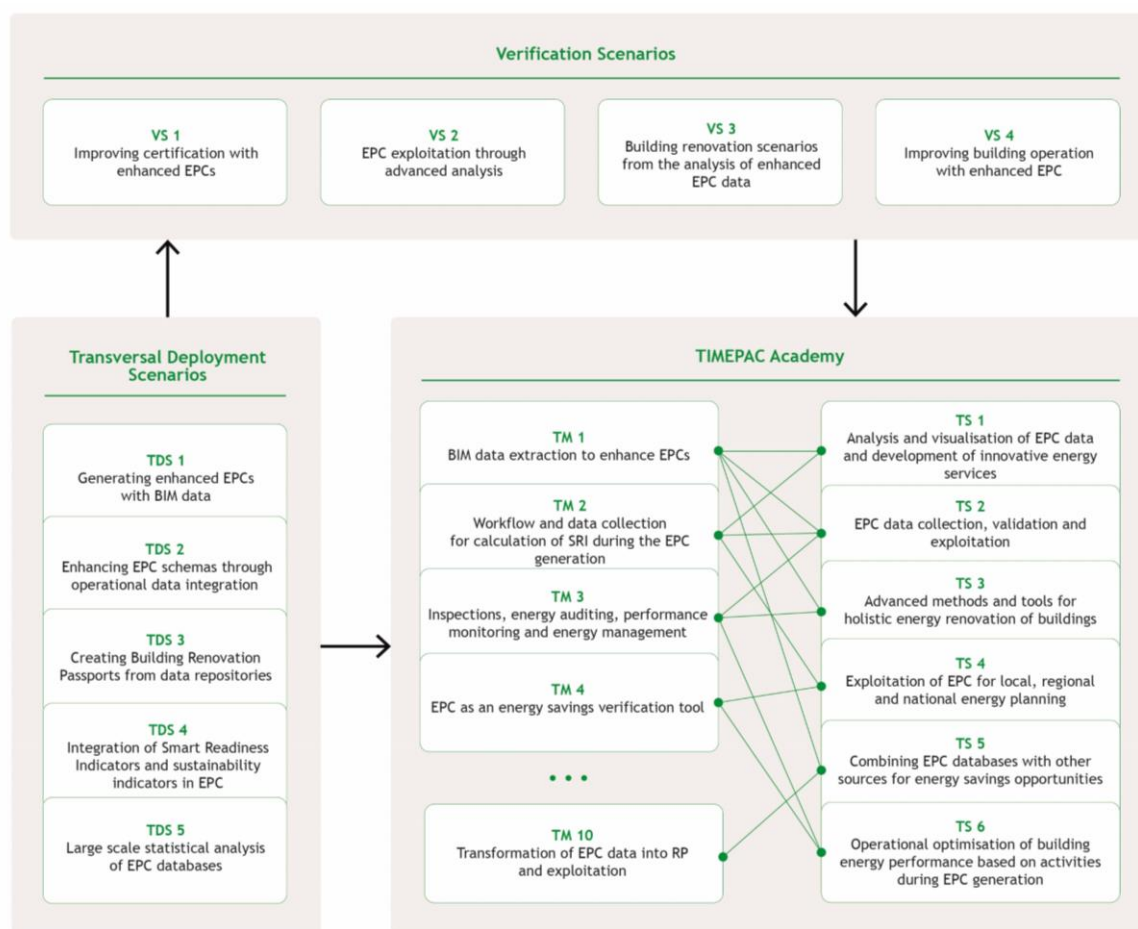 Verification Scenarios
VS 1
Improving certification with
enhanced EPCs
VS 2
EPC exploitation through
advanced analysis
VS 3
Building renovation scenarios
from the analysis of enhanced
EPC data
VS 4
Improving building operation
with enhanced EPC
Transversal Deployment
Scenarios
TDS 1
Generating enhanced EPCs
with BIM data
TDS 2
Enhancing EPC schemas through
operational data integration
TDS 3
Creating Building Renovation
Passports from data repositories
TDS 4
Integration of Smart Readiness
Indicators and sustainability
indicators in EPC
TDS 5
Large scale statistical analysis
of EPC databases
TIMEPAC Academy
TM 1
BIM data extraction to enhance EPCs
TM 2
Workflow and data collection
for calculation of SRI during the EPC
generation
TM 3
Inspections, energy auditing, performance
monitoring and energy management
TM 4
EPC as an energy savings verification tool
...
TM 10
Transformation of EPC data into RP
and exploitation
TS 1
Analysis and visualisation of EPC data
and development of innovative energy
services
TS 2
EPC data collection, validation and
exploitation
TS 3
Advanced methods and tools for
holistic energy renovation of buildings
TS 4
Exploitation of EPC for local, regional
and national energy planning
TS 5
Combining EPC databases with other
sources for energy savings opportunities
TS 6
Operational optimisation of building
energy performance based on activities
during EPC generation